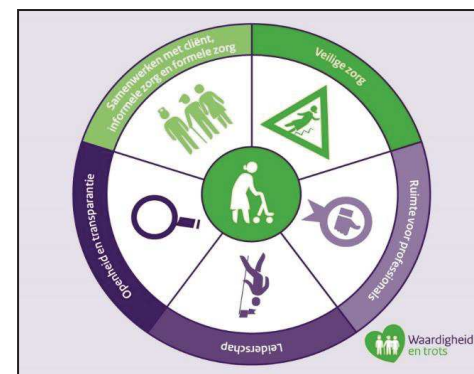 Samenwerken met cliënt,
informele zorg en formele zorg
Veilige zorg
Ruimte voor professionals
Leiderschap
Openheid en transparantie
Waardigheid
en trots